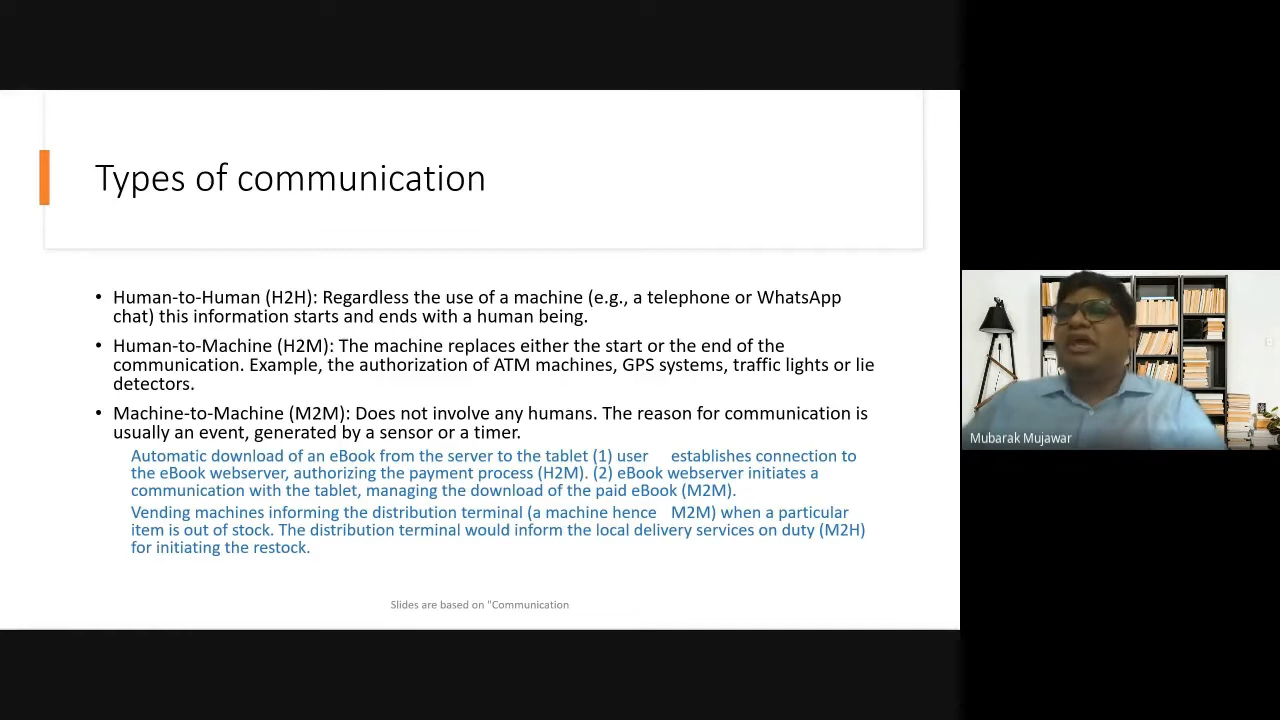 Types of communication
• Human-to-Human (H2H): Regardless the use of a machine (e.g., a telephone or WhatsApp
chat) this information starts and ends with a human being.
• Human-to-Machine (H2M): The machine replaces either the start or the end of the
communication. Example, the authorization of ATM machines, GPS systems, traffic lights or lie
detectors.
• Machine-to-Machine (M2M): Does not involve any humans. The reason for communication is
usually an event, generated by a sensor or a timer.
Automatic download of an eBook from the server to the tablet (1) user establishes connection to
the eBook webserver, authorizing the payment process (H2M). (2) eBook webserver initiates a
communication with the tablet, managing the download of the paid eBook (M2M).
Vending machines informing the distribution terminal (a machine hence M2M) when a particular
item is out of stock. The distribution terminal would inform the local delivery services on duty (M2H)
for initiating the restock.
Slides are based on "Communication
Mubarak Mujawar